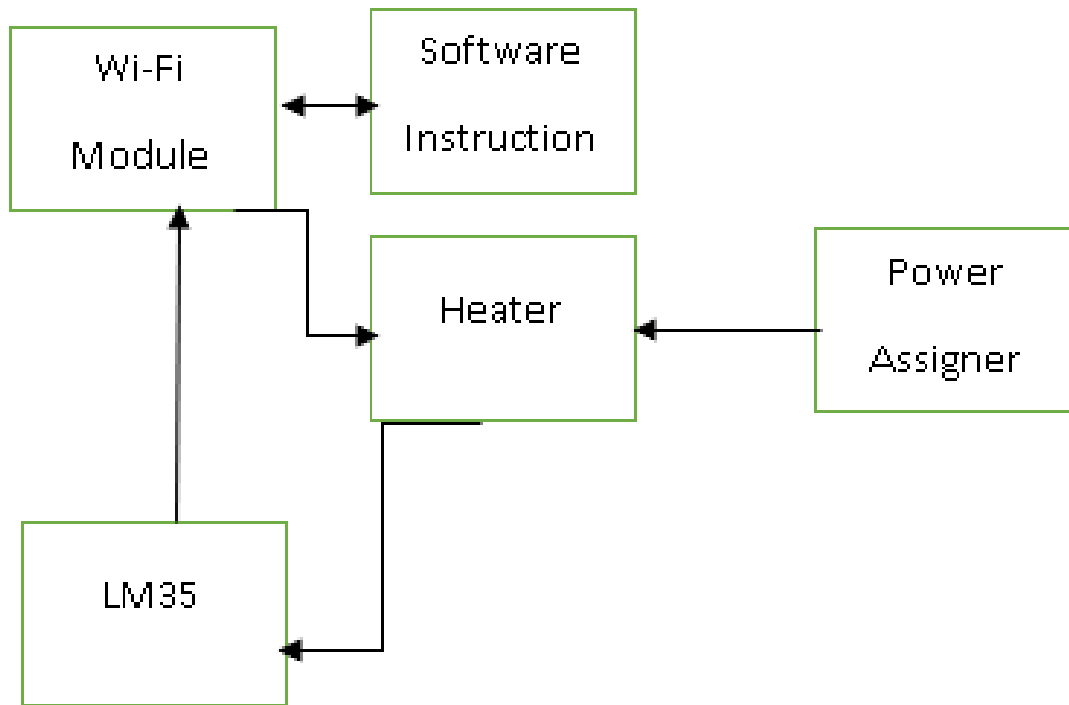 Wi-Fi
Module
Software
Instruction
Heater
Power
Assigner
LM35